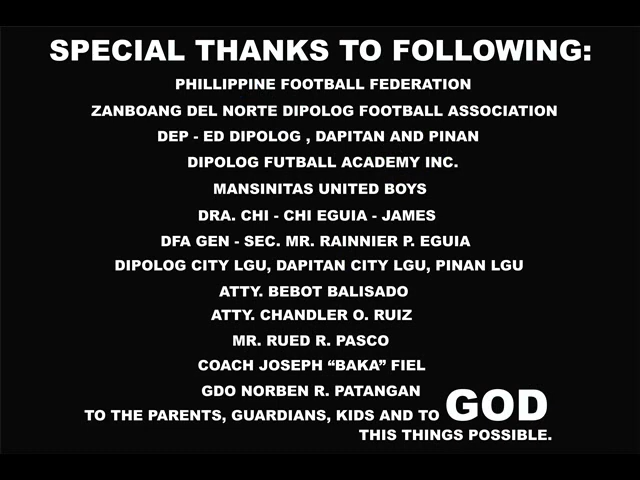 SPECIAL THANKS TO FOLLOWING:
PHILLIPPINE FOOTBALL FEDERATION
ZANBOANG DEL NORTE DIPOLOG FOOTBALL ASSOCIATION
DEP - ED DIPOLOG , DAPITAN AND PINAN
DIPOLOG FUTBALL ACADEMY INC.
MANSINITAS UNITED BOYS
DRA. CHI - CHI EGUIA - JAMES
DFA GEN - SEC. MR. RAINNIER P. EGUIA
DIPOLOG CITY LGU, DAPITAN CITY LGU, PINAN LGU
ATTY. BEBOT BALISADO
ATTY. CHANDLER O. RUIZ
MR. RUED R. PASCO
COACH JOSEPH “BAKA” FIEL
GDO NORBEN R. PATANGAN
TO THE PARENTS, GUARDIANS, KIDS AND TO GOD
THIS THINGS POSSIBLE.